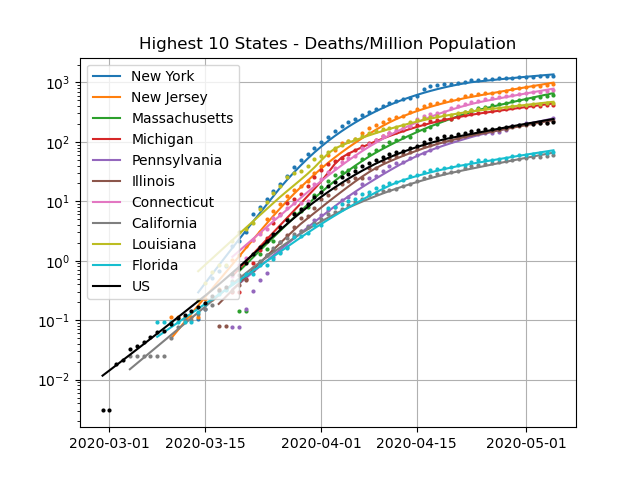 Highest 10 States - Deaths/Million Population
10³
10²
10¹
10⁰
10⁻¹
10⁻²
New York
New Jersey
Massachusetts
Michigan
Pennsylvania
Illinois
Connecticut
California
Louisiana
Florida
US
2020-03-01 2020-03-15 2020-04-01 2020-04-15 2020-05-01